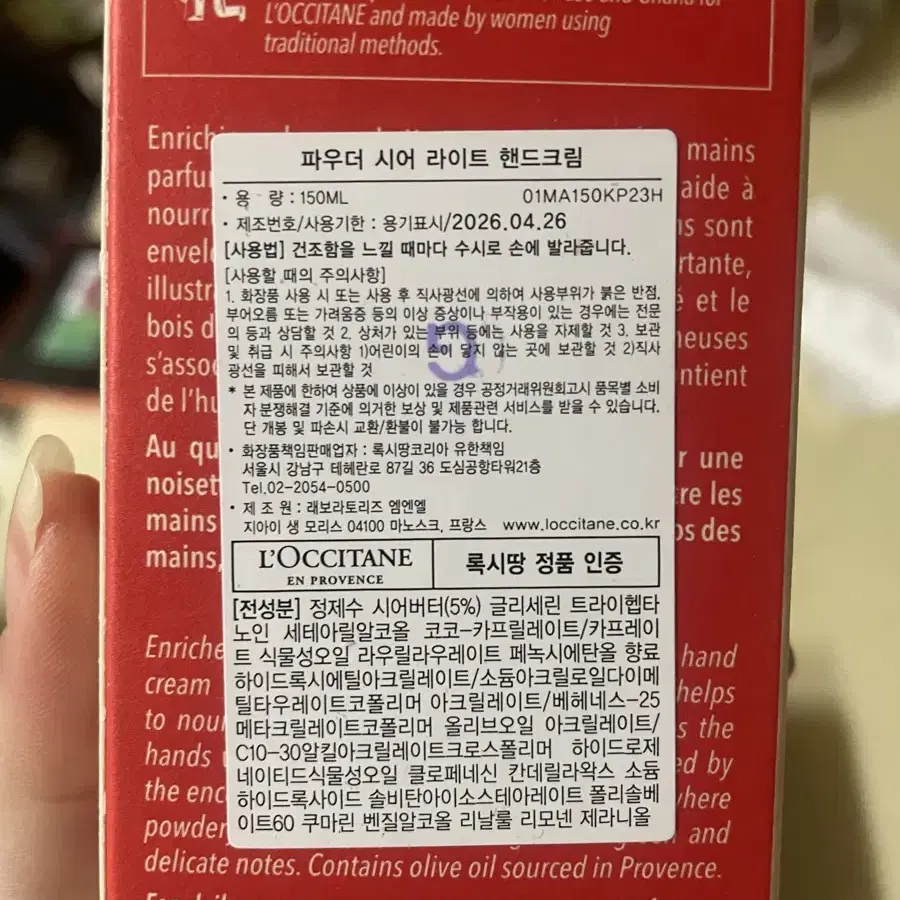 L'OCCITANE and made by women using
traditional methods.
mains
aide à
sont
et le
s'assoc
de l'hu
Au qu
r une
noiset
re les
mains
mains,
파우더 시어 라이트 핸드크림
· 용 량 : 150ML 01MA150KP23H
· 제조번호/사용기한 : 용기표시/2026.04.26
[사용법] 건조함을 느낄 때마다 수시로 손에 발라줍니다.
[사용할 때의 주의사항]
1. 화장품 사용 시 또는 사용 후 직사광선에 의하여 사용부위가 붉은 반점,
부어오름 또는 가려움증 등의 이상 증상이나 부작용이 있는 경우에는 전문
의 등과 상담할 것 2. 상처가 있는 부위 등에는 사용을 자제할 것 3. 보관
및 취급 시 주의사항 1)어린이의 손이 닿지 않는 곳에 보관할 것 2)직사
광선을 피해서 보관할 것
* 본 제품에 한하여 상품에 이상이 있을 경우 공정거래위원회고시 품목별 소비
자 분쟁해결 기준에 의거한 보상 및 제품관련 서비스를 받을 수 있습니다.
단 개봉 및 파손시 교환/환불이 불가능 합니다.
· 화장품책임판매업자 : 록시땅코리아 유한책임
서울시 강남구 테헤란로 87길 36 도심공항타워21층
Tel.02-2054-0500
· 제 조 원 : 래보라토리즈 엠엔엘
지아이 생 모리스 04100 마노스크, 프랑스 www.loccitane.co.kr
L'OCCITANE
EN PROVENCE
록시땅 정품 인증
[전성분] 정제수 시어버터(5%) 글리세린 트라이헵타
노인 세테아릴알코올 코코-카프릴레이트/카프레이
트 식물성오일 라우릴라우레이트 페녹시에탄올 향료
하이드록시에틸아크릴레이트/소듐아크릴로일다이메
틸타우레이트코폴리머 아크릴레이트/베헤네스-25
메타크릴레이트코폴리머 올리브오일 아크릴레이트/
C10-30알킬아크릴레이트크로스폴리머 하이드로제
네이티드식물성오일 클로페네신 칸데릴라왁스 소듐
하이드록사이드 솔비탄아이소스테아레이트 폴리솔베
이트60 쿠마린 벤질알코올 리날룰 리모넨 제라니올
Enriche
hand
cream
helps
to nour
s the
hands
ed by
the enc
where
powder
and
delicate notes. Contains olive oil sourced in Provence.